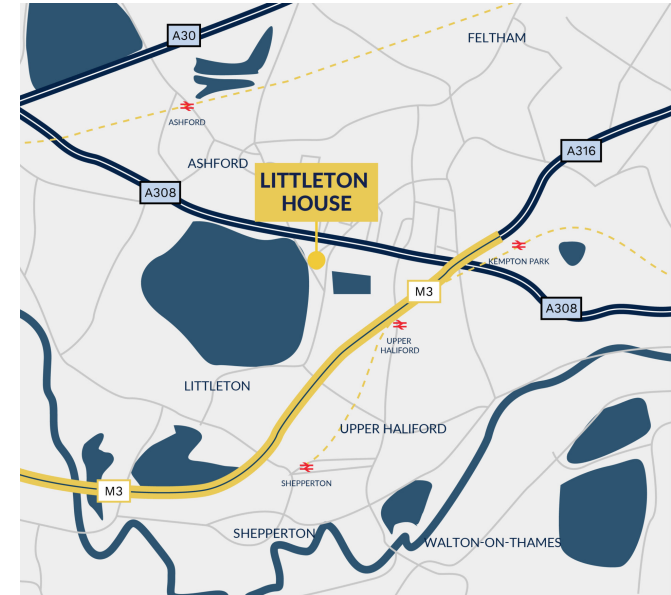 A30
FELTHAM
ASHFORD
A316
ASHFORD
A308
LITTLETON
HOUSE
KEMPTON PARK
M3
A308
UPPER
HALIFORD
LITTLETON
UPPER HALIFORD
SHEPPERTON
M3
SHEPPERTON
WALTON-ON-THAMES